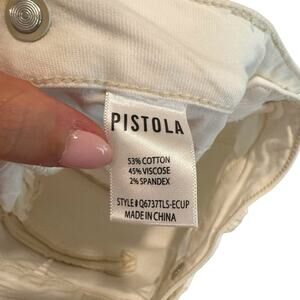 PISTOLA
53% COTTON
45% VISCOSE
2% SPANDEX
STYLE# Q6737TLS-ECUP
MADE IN CHINA